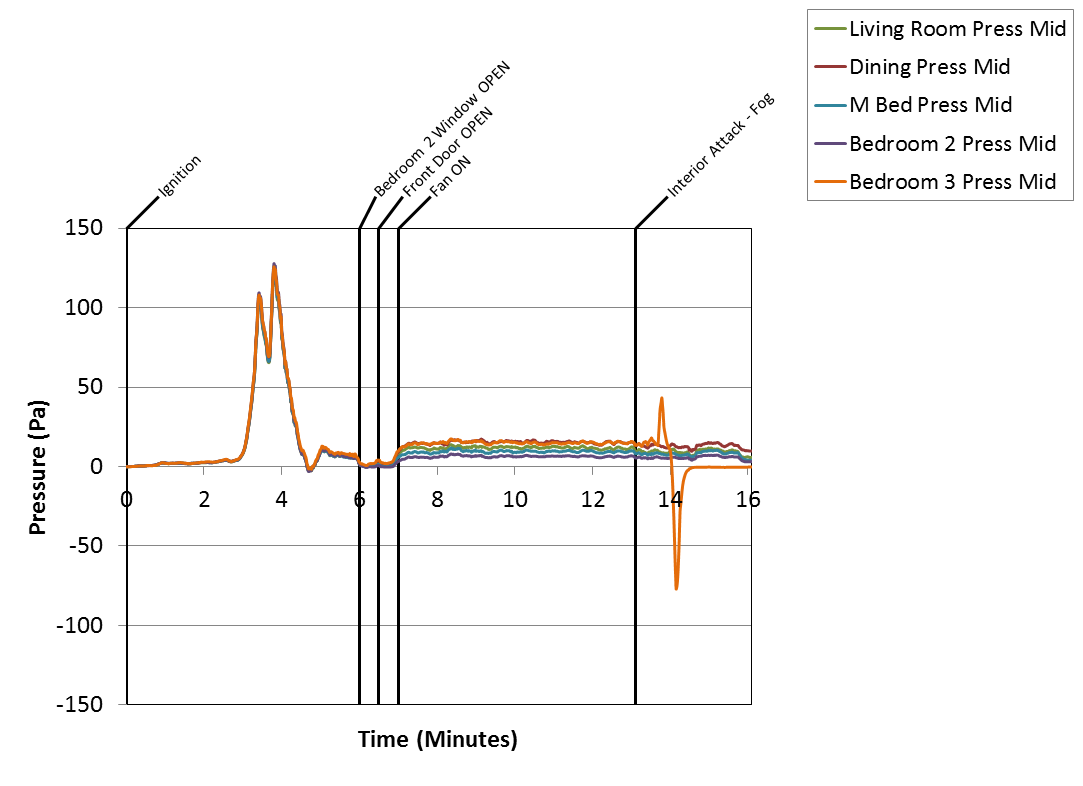 Living Room Press Mid
Dining Press Mid
M Bed Press Mid
Bedroom 2 Press Mid
Bedroom 3 Press Mid
Ignition
Bedroom 2 Window OPEN
Front Door OPEN
Fan ON
Interior Attack - Fog
150
100
50
0
-50
-100
-150
0 2 4 6 8 10 12 14 16
Pressure (Pa)
Time (Minutes)